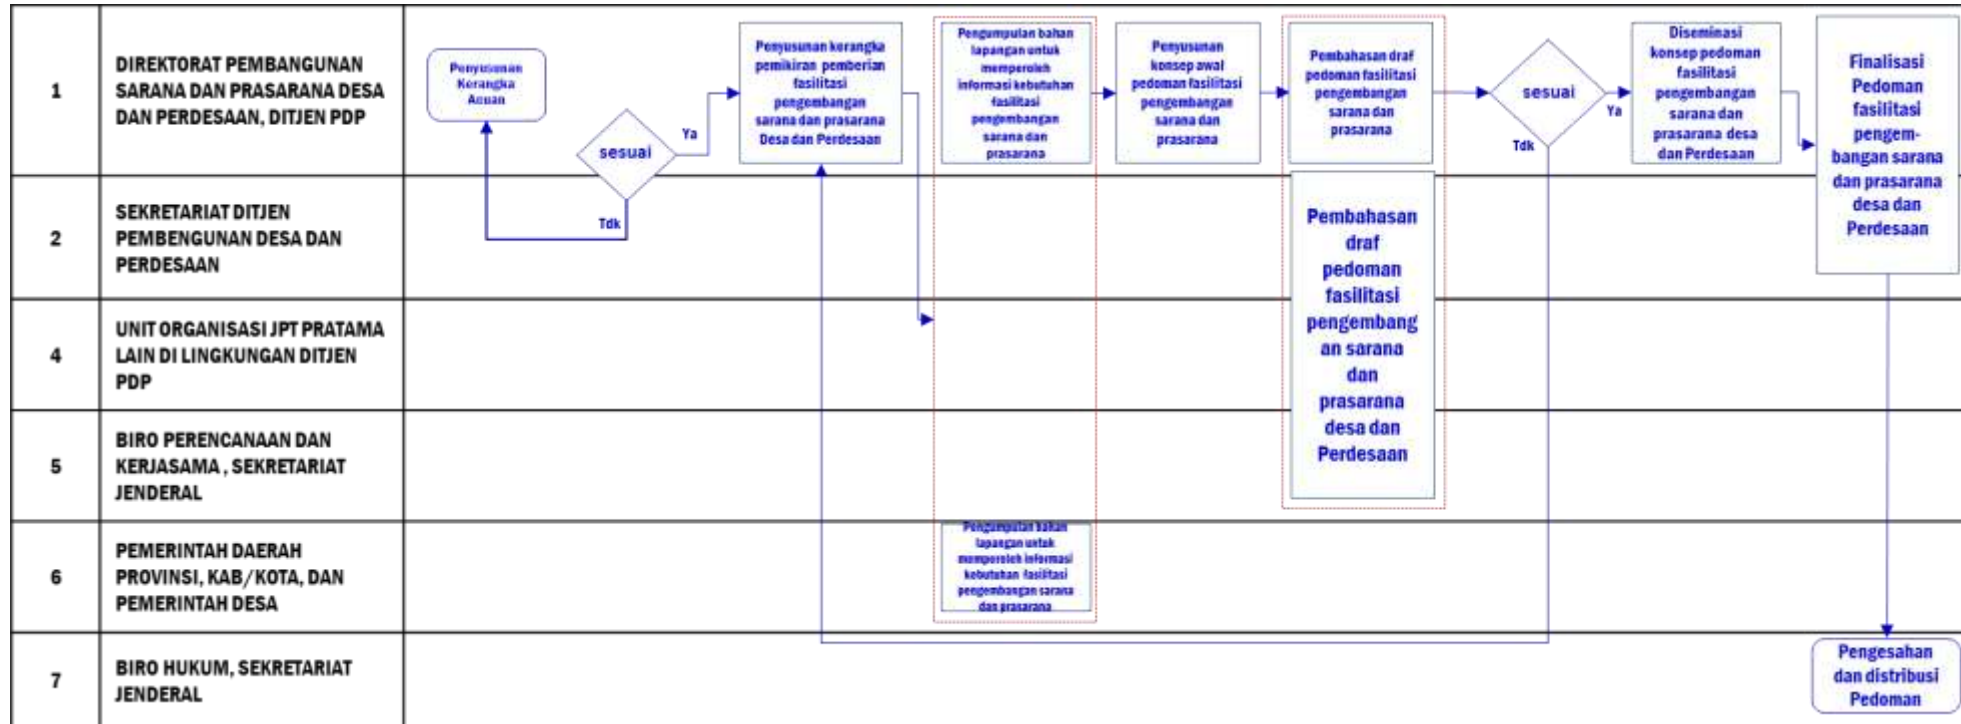 1
DIREKTORAT PEMBANGUNAN
SARANA DAN PRASARANA DESA
DAN PERDESAAN, DITJEN PDP
Penyusunan
Kerangka
Acuan
sesuai
Ya
Tdk
Penyusunan kerangka
pemikiran pemberian
fasilitasi
pengembangan
sarana dan prasarana
Desa dan Perdesaan
Pengumpulan bahan
lapangan untuk
memperoleh
informasi kebutuhan
fasilitasi
pengembangan
sarana dan
prasarana
Penyusunan
konsep awal
pedoman fasilitasi
pengembangan
sarana dan
prasarana
Pembahasan draf
pedoman fasilitasi
pengembangan
sarana dan
prasarana
sesuai
Ya
Tdk
Diseminasi
konsep pedoman
fasilitasi
pengembangan
sarana dan
prasarana desa
dan Perdesaan
Finalisasi
Pedoman
fasilitasi
pengem-
bangan sarana
dan prasarana
desa dan
Perdesaan
2
SEKRETARIAT DITJEN
PEMBENGUNAN DESA DAN
PERDESAAN
Pembahasan
draf
pedoman
fasilitasi
pengembang
an sarana
dan
prasarana
desa dan
Perdesaan
4
UNIT ORGANISASI JPT PRATAMA
LAIN DI LINGKUNGAN DITJEN
PDP
5
BIRO PERENCANAAN DAN
KERJASAMA , SEKRETARIAT
JENDERAL
6
PEMERINTAH DAERAH
PROVINSI, KAB/KOTA, DAN
PEMERINTAH DESA
Pengumpulan bahan
lapangan untuk
memperoleh informasi
kebutuhan fasilitasi
pengembangan sarana
dan prasarana
7
BIRO HUKUM, SEKRETARIAT
JENDERAL
Pengesahan
dan distribusi
Pedoman